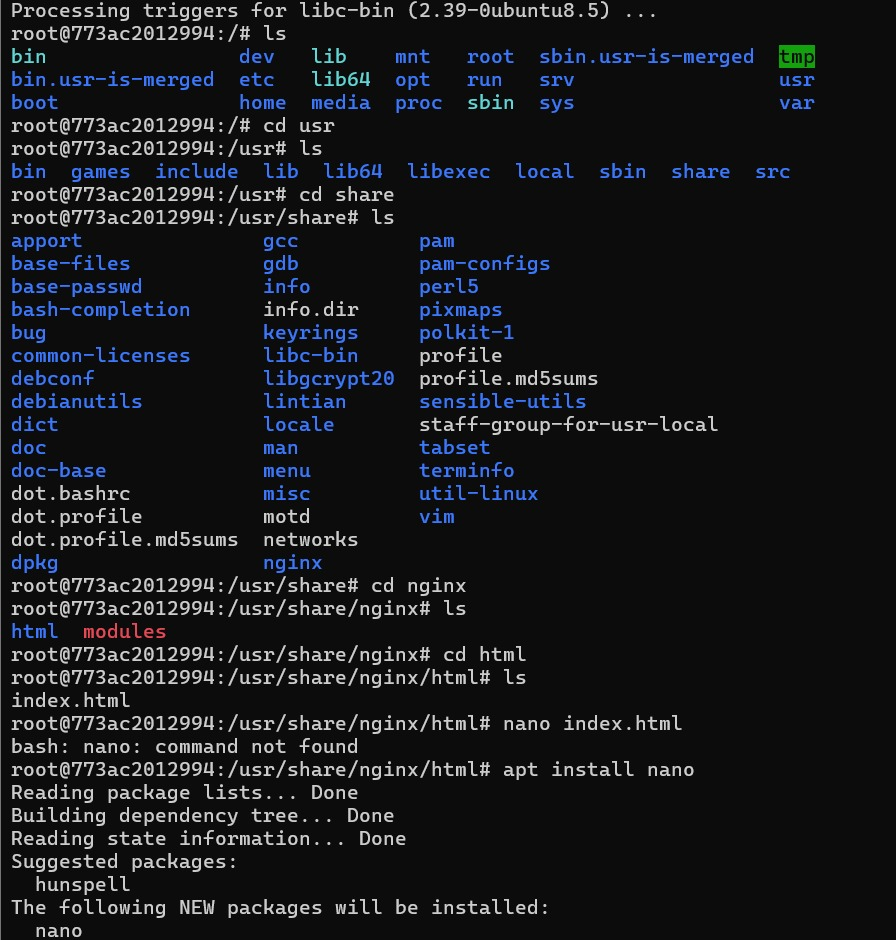 Processing triggers for libc-bin (2.39-0ubuntu8.5) ...
root@773ac2012994:/# ls
bin                 dev   lib    mnt   root  sbin.usr-is-merged  tmp
bin.usr-is-merged  etc   lib64  opt   run   srv                 usr
boot                home  media  proc  sbin  sys                 var
root@773ac2012994:/# cd usr
root@773ac2012994:/usr# ls
bin  games  include  lib  lib64  libexec  local  sbin  share  src
root@773ac2012994:/usr# cd share
root@773ac2012994:/usr/share# ls
apport               gcc          pam
base-files           gdb          pam-configs
base-passwd          info         perl5
bash-completion      info.dir     pixmaps
bug                  keyrings     polkit-1
common-licenses      libc-bin     profile
debconf              libgcrypt20  profile.md5sums
debianutils          lintian      sensible-utils
dict                 locale       staff-group-for-usr-local
doc                  man          tabset
doc-base             menu         terminfo
dot.bashrc           misc         util-linux
dot.profile          motd         vim
dot.profile.md5sums  networks
dpkg                 nginx
root@773ac2012994:/usr/share# cd nginx
root@773ac2012994:/usr/share/nginx# ls
html  modules
root@773ac2012994:/usr/share/nginx# cd html
root@773ac2012994:/usr/share/nginx/html# ls
index.html
root@773ac2012994:/usr/share/nginx/html# nano index.html
bash: nano: command not found
root@773ac2012994:/usr/share/nginx/html# apt install nano
Reading package lists... Done
Building dependency tree... Done
Reading state information... Done
Suggested packages:
  hunspell
The following NEW packages will be installed:
  nano